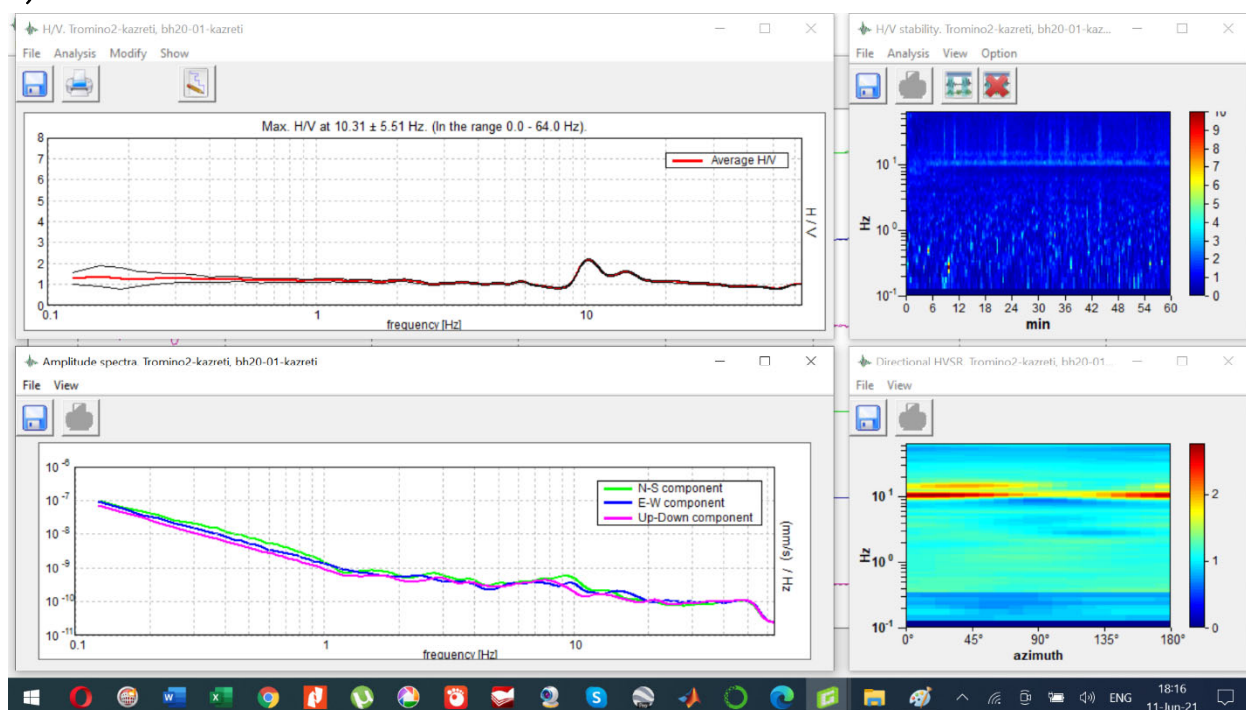 H/V. Tromino2-kazreti, bh20-01-kazreti
File Analysis Modify Show
Max. H/V at 10.31 ± 5.51 Hz. (In the range 0.0 - 64.0 Hz).
Average H/V
8
7
6
5
4
3
2
1
0
0.1 1 10
frequency [Hz]
H / V
H/V stability. Tromino2-kazreti, bh20-01-kaz...
File Analysis View Option
Hz
10¹
10⁰
10⁻¹
0 6 12 18 24 30 36 42 48 54 60
min
10
9
8
7
6
5
4
3
2
1
0
Amplitude spectra. Tromino2-kazreti, bh20-01-kazreti
File View
10⁻⁵
10⁻⁷
10⁻⁸
10⁻⁹
10⁻¹⁰
10⁻¹¹
N-S component
E-W component
Up-Down component
0.1 1 10
frequency [Hz]
(mm/s) / Hz
Directional HVSR. Tromino2-kazreti, bh20-01...
File View
Hz
10¹
10⁰
10⁻¹
0° 45° 90° 135° 180°
azimuth
2
1
0
ENG
18:16
11-Jun-21